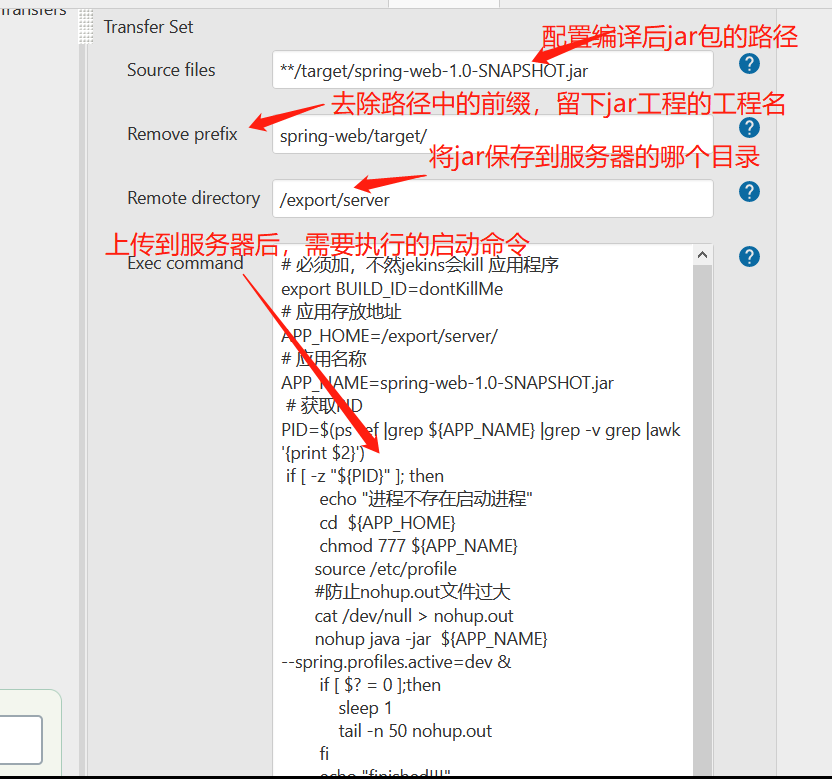 Transfers
Transfer Set
配置编译后jar包的路径
Source files
**/target/spring-web-1.0-SNAPSHOT.jar
?
去除路径中的前缀，留下jar工程的工程名
Remove prefix
spring-web/target/
?
将jar保存到服务器的哪个目录
Remote directory
/export/server
?
上传到服务器后，需要执行的启动命令
Exec command
?
# 必须加，不然jekins会kill 应用程序
export BUILD_ID=dontKillMe
# 应用存放地址
APP_HOME=/export/server/
# 应用名称
APP_NAME=spring-web-1.0-SNAPSHOT.jar
# 获取PID
PID=$(ps -ef |grep ${APP_NAME} |grep -v grep |awk
'{print $2}')
if [ -z "${PID}" ]; then
echo "进程不存在启动进程"
cd  ${APP_HOME}
chmod 777 ${APP_NAME}
source /etc/profile
#防止nohup.out文件过大
cat /dev/null > nohup.out
nohup java -jar  ${APP_NAME}
--spring.profiles.active=dev &
if [ $? = 0 ];then
sleep 1
tail -n 50 nohup.out
fi
echo "finished!!!"